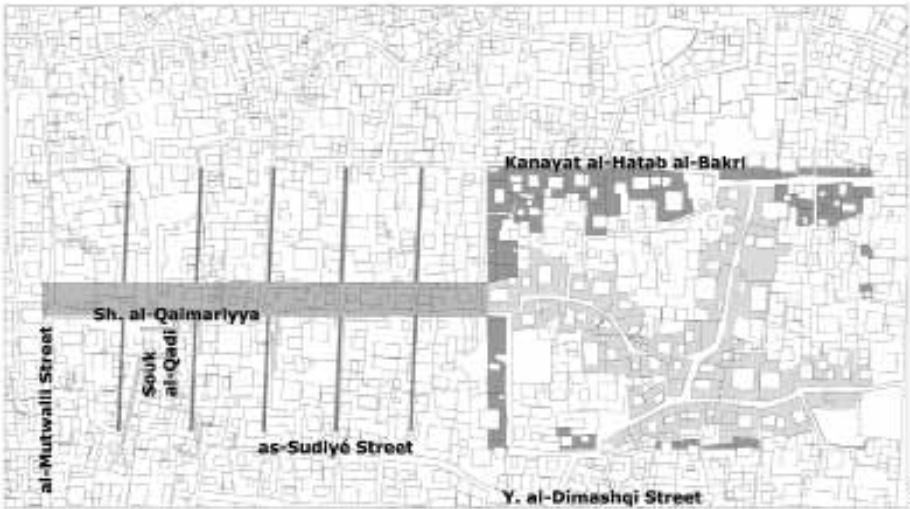 Kanayat al-Hatab al-Bakri
Sh. al-Qaimariyya
al-Mutwalli Street
Souk
al-Qadi
as-Sudiyé Street
Y. al-Dimashqi Street